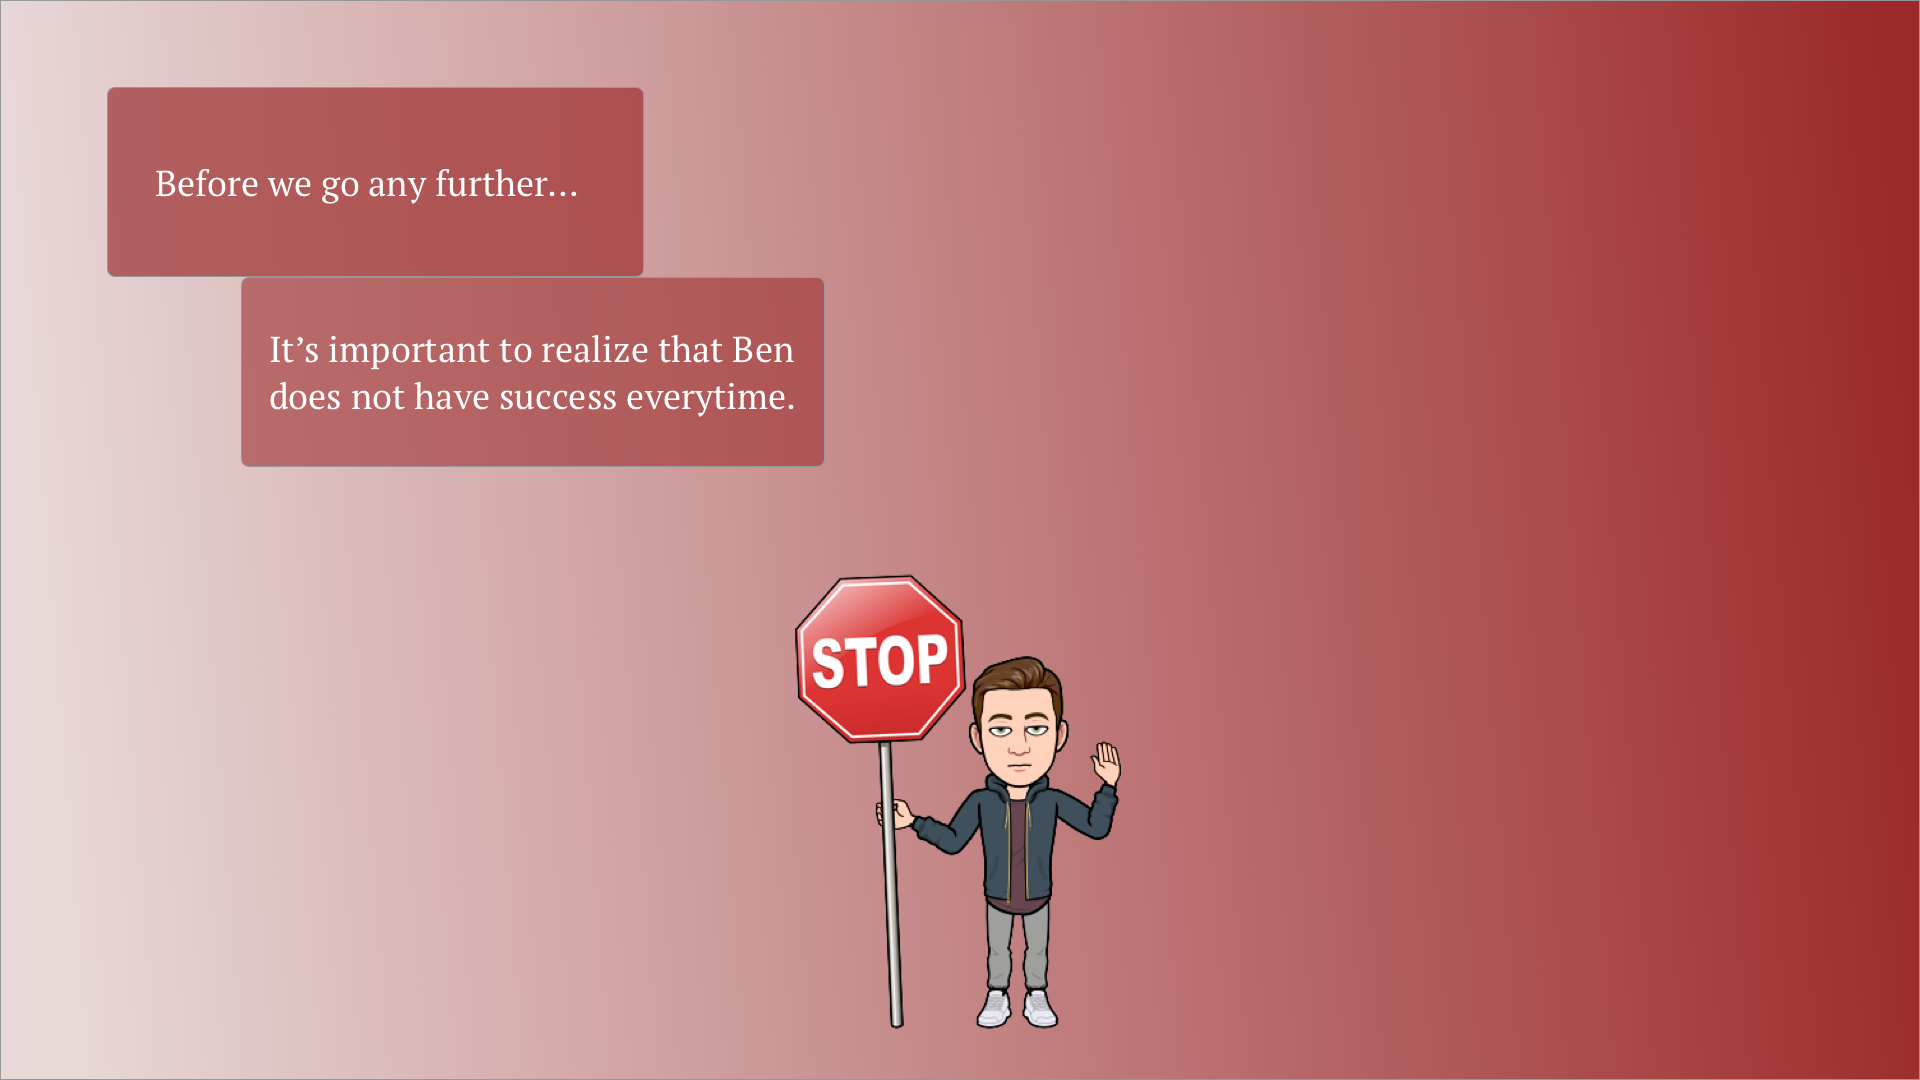 Before we go any further…
It’s important to realize that Ben
does not have success everytime.
STOP